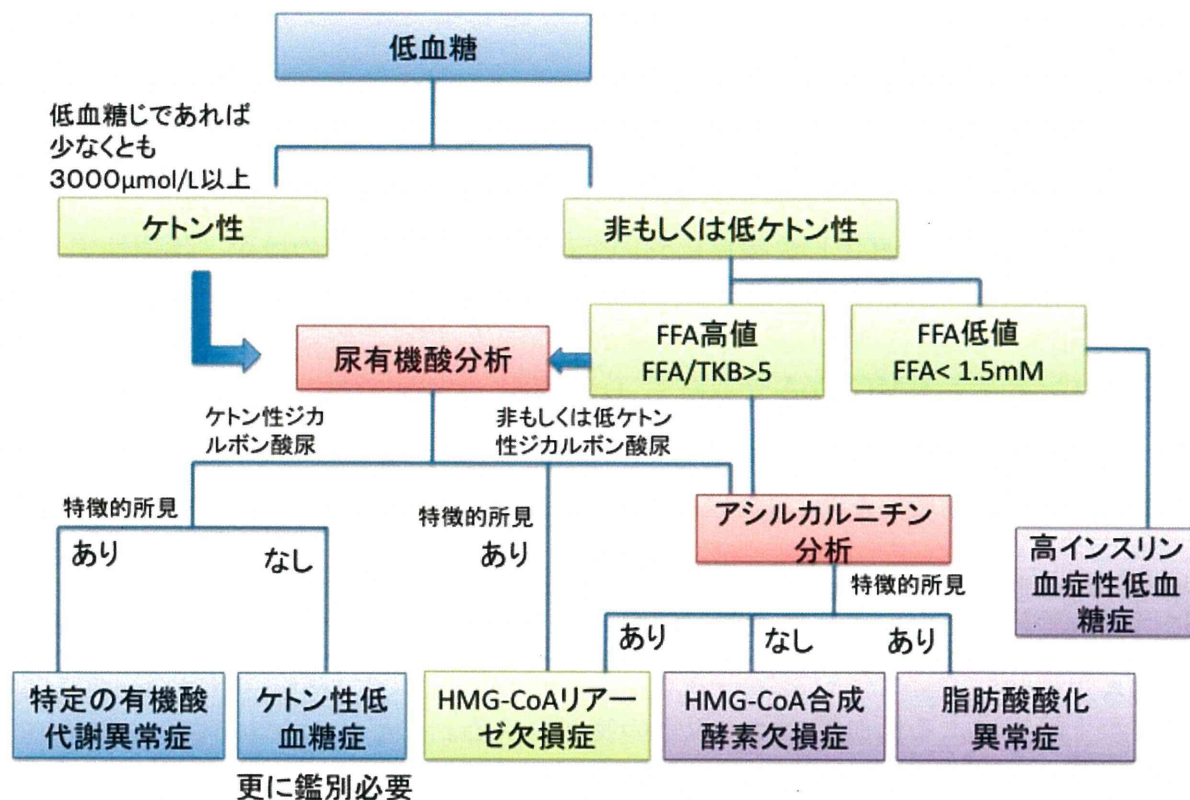 低血糖
低血糖じであれば
少なくとも
3000μmol/L以上
ケトン性
非もしくは低ケトン性
尿有機酸分析
FFA高値
FFA/TKB>5
FFA低値
FFA< 1.5mM
ケトン性ジカ
ルボン酸尿
非もしくは低ケトン
性ジカルボン酸尿
特徴的所見
あり
なし
特徴的所見
あり
アシルカルニチン
分析
特徴的所見
あり
なし
あり
高インスリン
血症性低血
糖症
特定の有機酸
代謝異常症
ケトン性低
血糖症
更に鑑別必要
HMG-CoAリアー
ゼ欠損症
HMG-CoA合成
酵素欠損症
脂肪酸酸化
異常症